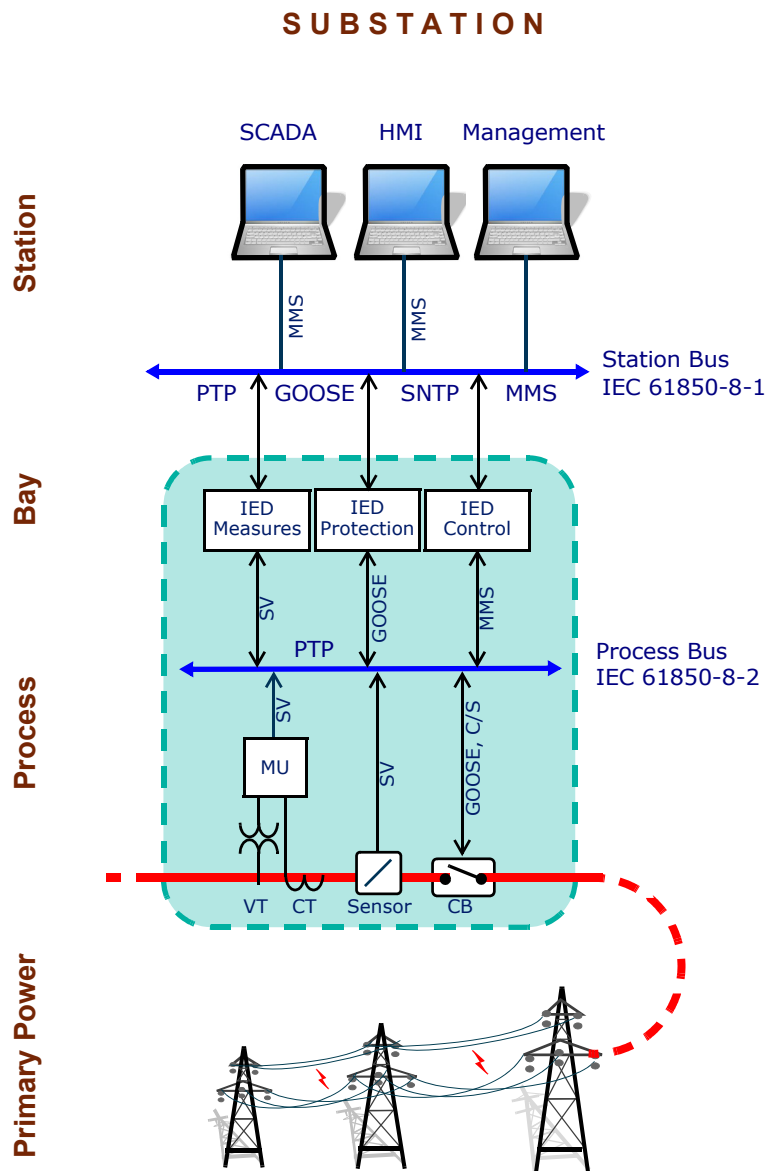 SUBSTATION
SCADA
HMI
Management
Station
MMS
MMS
Station Bus
IEC 61850-8-1
PTP
GOOSE
SNTP
MMS
Bay
IED
Measures
IED
Protection
IED
Control
SV
GOOSE
MMS
PTP
Process Bus
IEC 61850-8-2
Process
SV
MU
SV
GOOSE, C/S
VT
CT
Sensor
CB
Primary Power